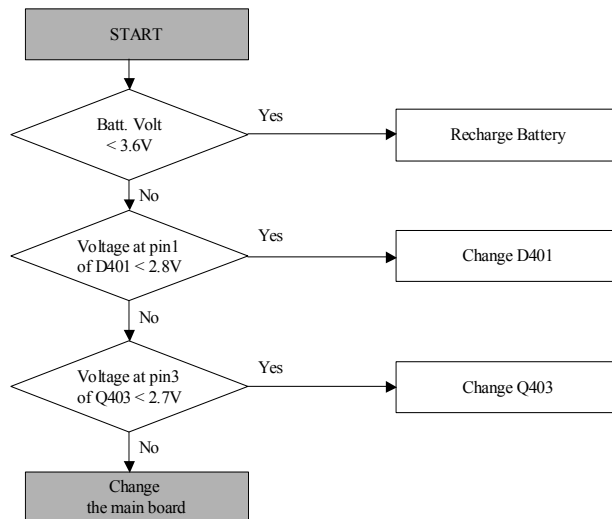 START
Batt. Volt
< 3.6V
Yes
Recharge Battery
No
Voltage at pin1
of D401 < 2.8V
Yes
Change D401
No
Voltage at pin3
of Q403 < 2.7V
Yes
Change Q403
No
Change
the main board